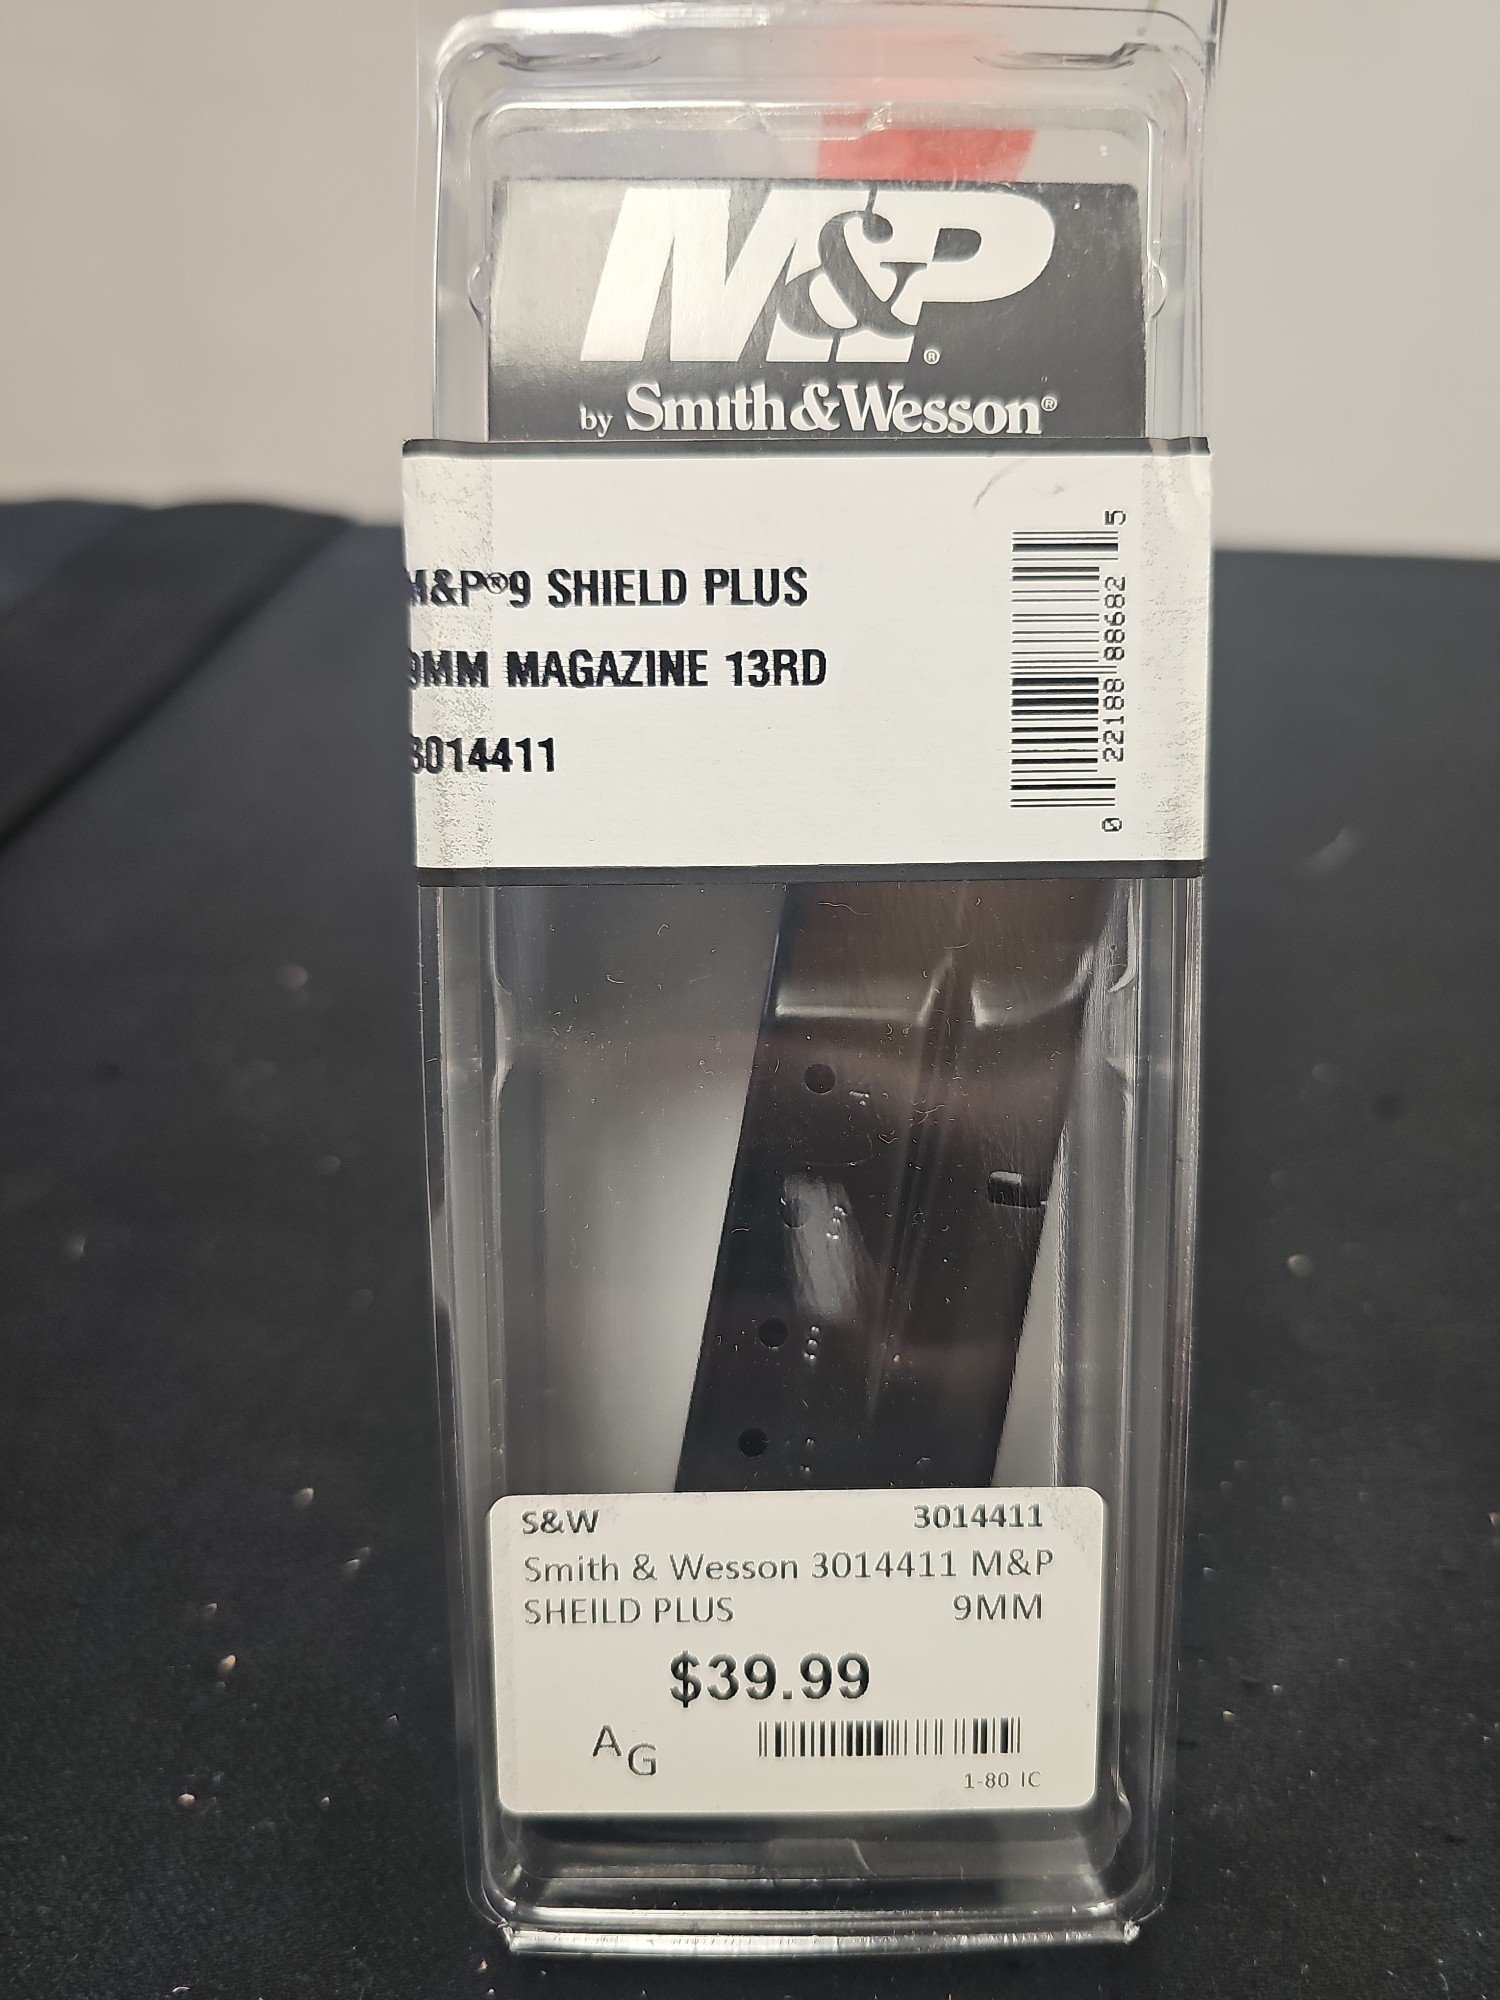 M&P®
by Smith & Wesson®
M&P®9 SHIELD PLUS
9MM MAGAZINE 13RD
3014411
0 22188 88682 5
S&W 3014411
Smith & Wesson 3014411 M&P
SHEILD PLUS 9MM
$39.99
AG
1-80 IC